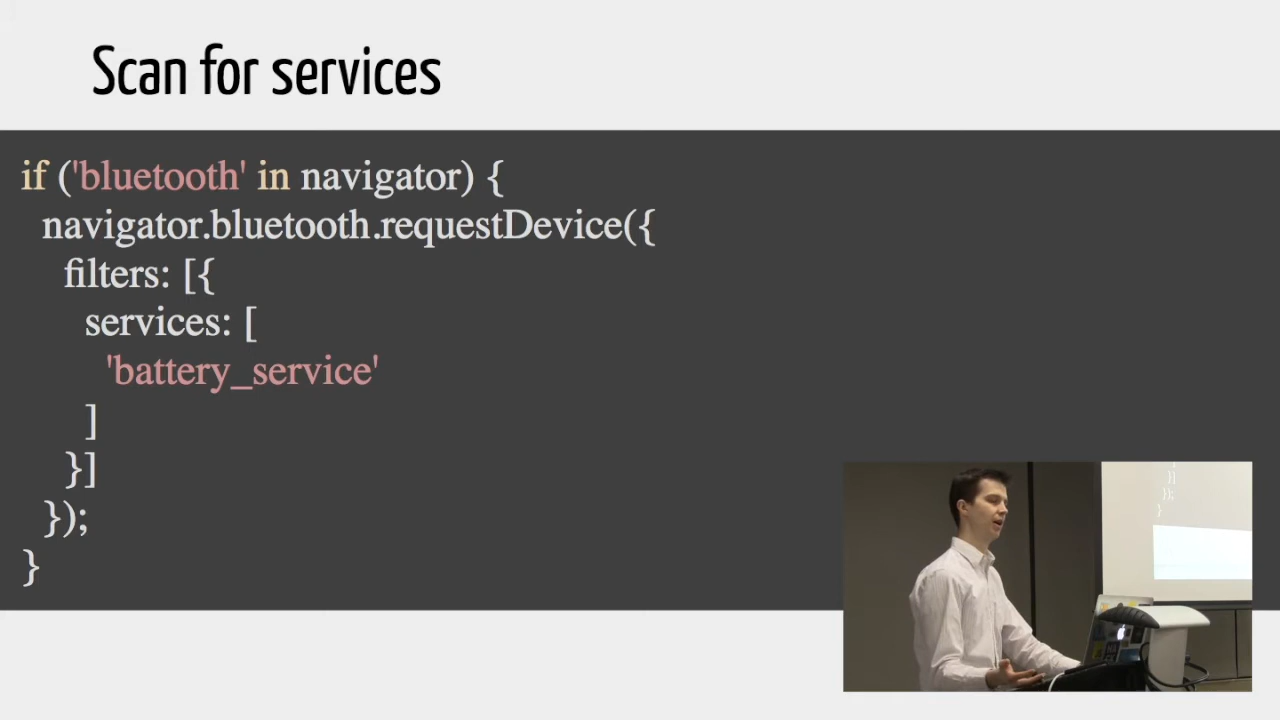 Scan for services
if ('bluetooth' in navigator) {
navigator.bluetooth.requestDevice({
filters: [{
services: [
'battery_service'
]
}]
});
}
}]
});
}